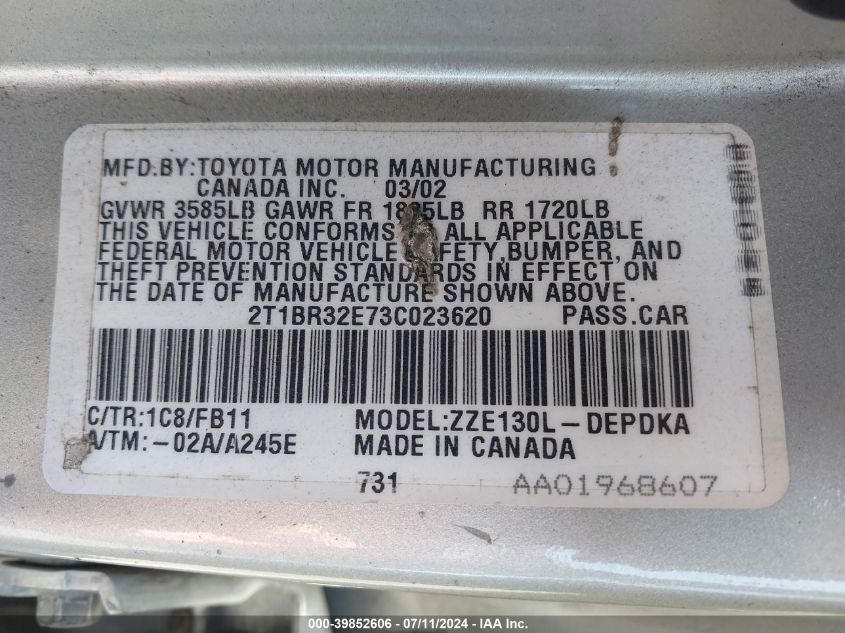 MFD.BY:TOYOTA MOTOR MANUFACTURING
CANADA INC. 03/02
GVWR 3585LB GAWR FR LB RR 1720LB
THIS VEHICLE CONFORMS ALL APPLICABLE
FEDERAL MOTOR VEHICLE BUMPER, AND
THEFT PREVENTION STANDARDS IN EFFECT ON
THE DATE OF MANUFACTURE SHOWN ABOVE.
2T1BR32E73C023620 PASS.CAR
C/TR:1C8/FB11 MODEL:ZZE130L-DEPDKA
A/TM:-02A/A245E MADE IN CANADA
731 AA01968607
000-39852606 - 07/11/2024 - IAA Inc.